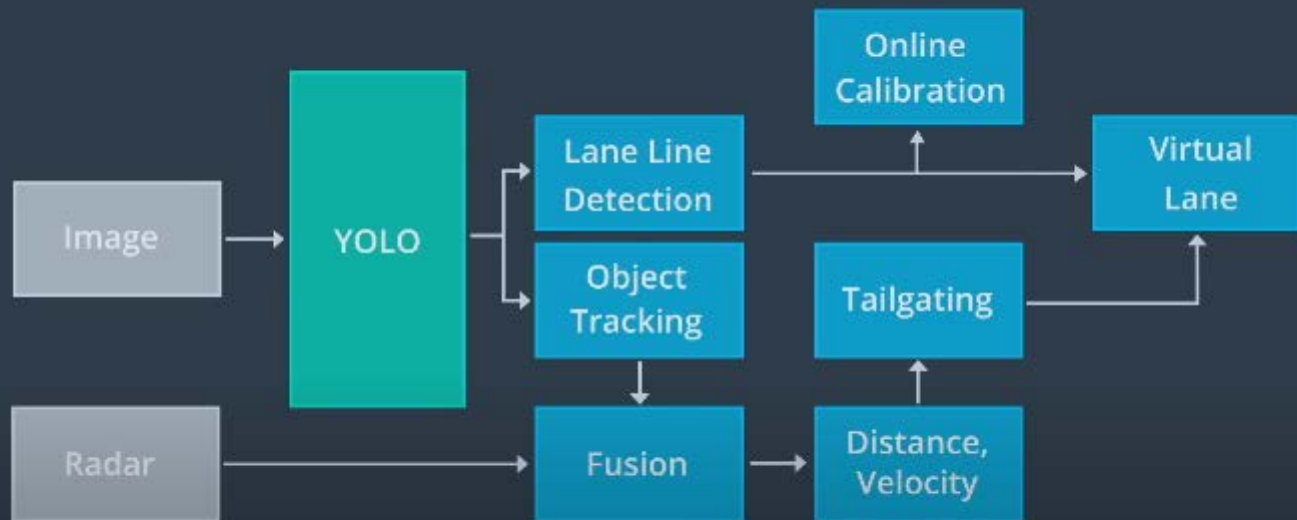 Online
Calibration
Lane Line
Detection
Virtual
Lane
Image
YOLO
Object
Tracking
Tailgating
Radar
Fusion
Distance,
Velocity